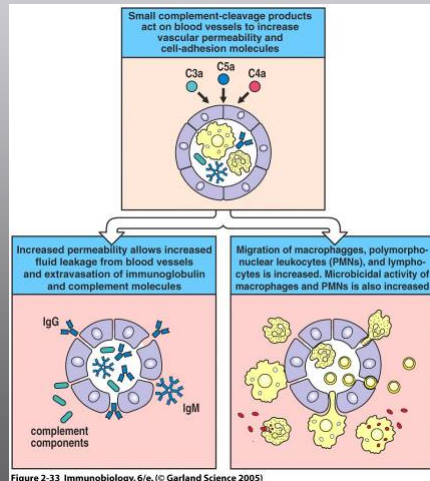 Small complement-cleavage products
act on blood vessels to increase
vascular permeability and
cell-adhesion molecules
C3a
C5a
C4a
Increased permeability allows increased
fluid leakage from blood vessels
and extravasation of immunoglobulin
and complement molecules
IgG
IgM
complement
components
Migration of macrophages, polymorpho-
nuclear leukocytes (PMNs), and lympho-
cytes is increased. Microbicidal activity of
macrophages and PMNs is also increased
Figure 2-33 Immunobiology, 6/e. (© Garland Science 2005)